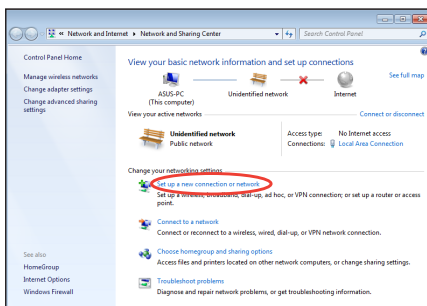 Network and Internet
Network and Sharing Center
Search Control Panel
Control Panel Home
Manage wireless networks
Change adapter settings
Change advanced sharing
settings
See also
HomeGroup
Internet Options
Windows Firewall
View your basic network information and set up connections
See full map
ASUS-PC
(This computer)
Unidentified network
Internet
View your active networks
Connect or disconnect
Unidentified network
Public network
Access type: No Internet access
Connections: Local Area Connection
Change your networking settings
Set up a new connection or network
Set up a wireless, broadband, dial-up, ad hoc, or VPN connection; or set up a router or access
point.
Connect to a network
Connect or reconnect to a wireless, wired, dial-up, or VPN network connection.
Choose homegroup and sharing options
Access files and printers located on other network computers, or change sharing settings.
Troubleshoot problems
Diagnose and repair network problems, or get troubleshooting information.